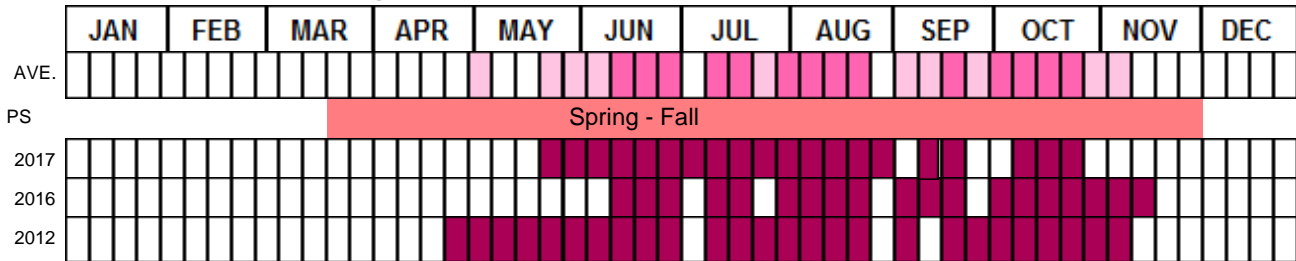 JAN FEB MAR APR MAY JUN JUL AUG SEP OCT NOV DEC
AVE.
PS Spring - Fall
2017
2016
2012